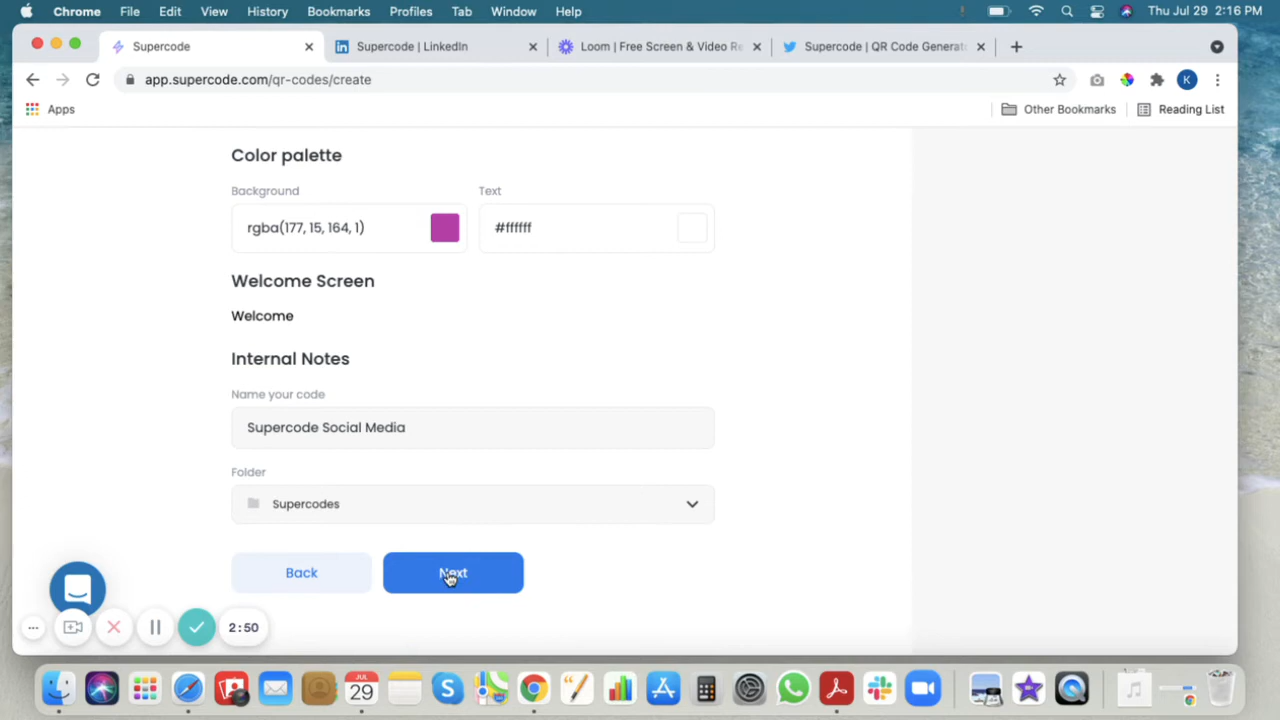 Chrome File Edit View History Bookmarks Profiles Tab Window Help Thu Jul 29 2:16 PM
Supercode Supercode | LinkedIn Loom | Free Screen & Video Re Supercode | QR Code Generato
app.supercode.com/qr-codes/create K
Apps Other Bookmarks Reading List
Color palette
Background Text
rgba(177, 15, 164, 1) #ffffff
Welcome Screen
Welcome
Internal Notes
Name your code
Supercode Social Media
Folder
Supercodes
Back Next
2:50
JUL
29